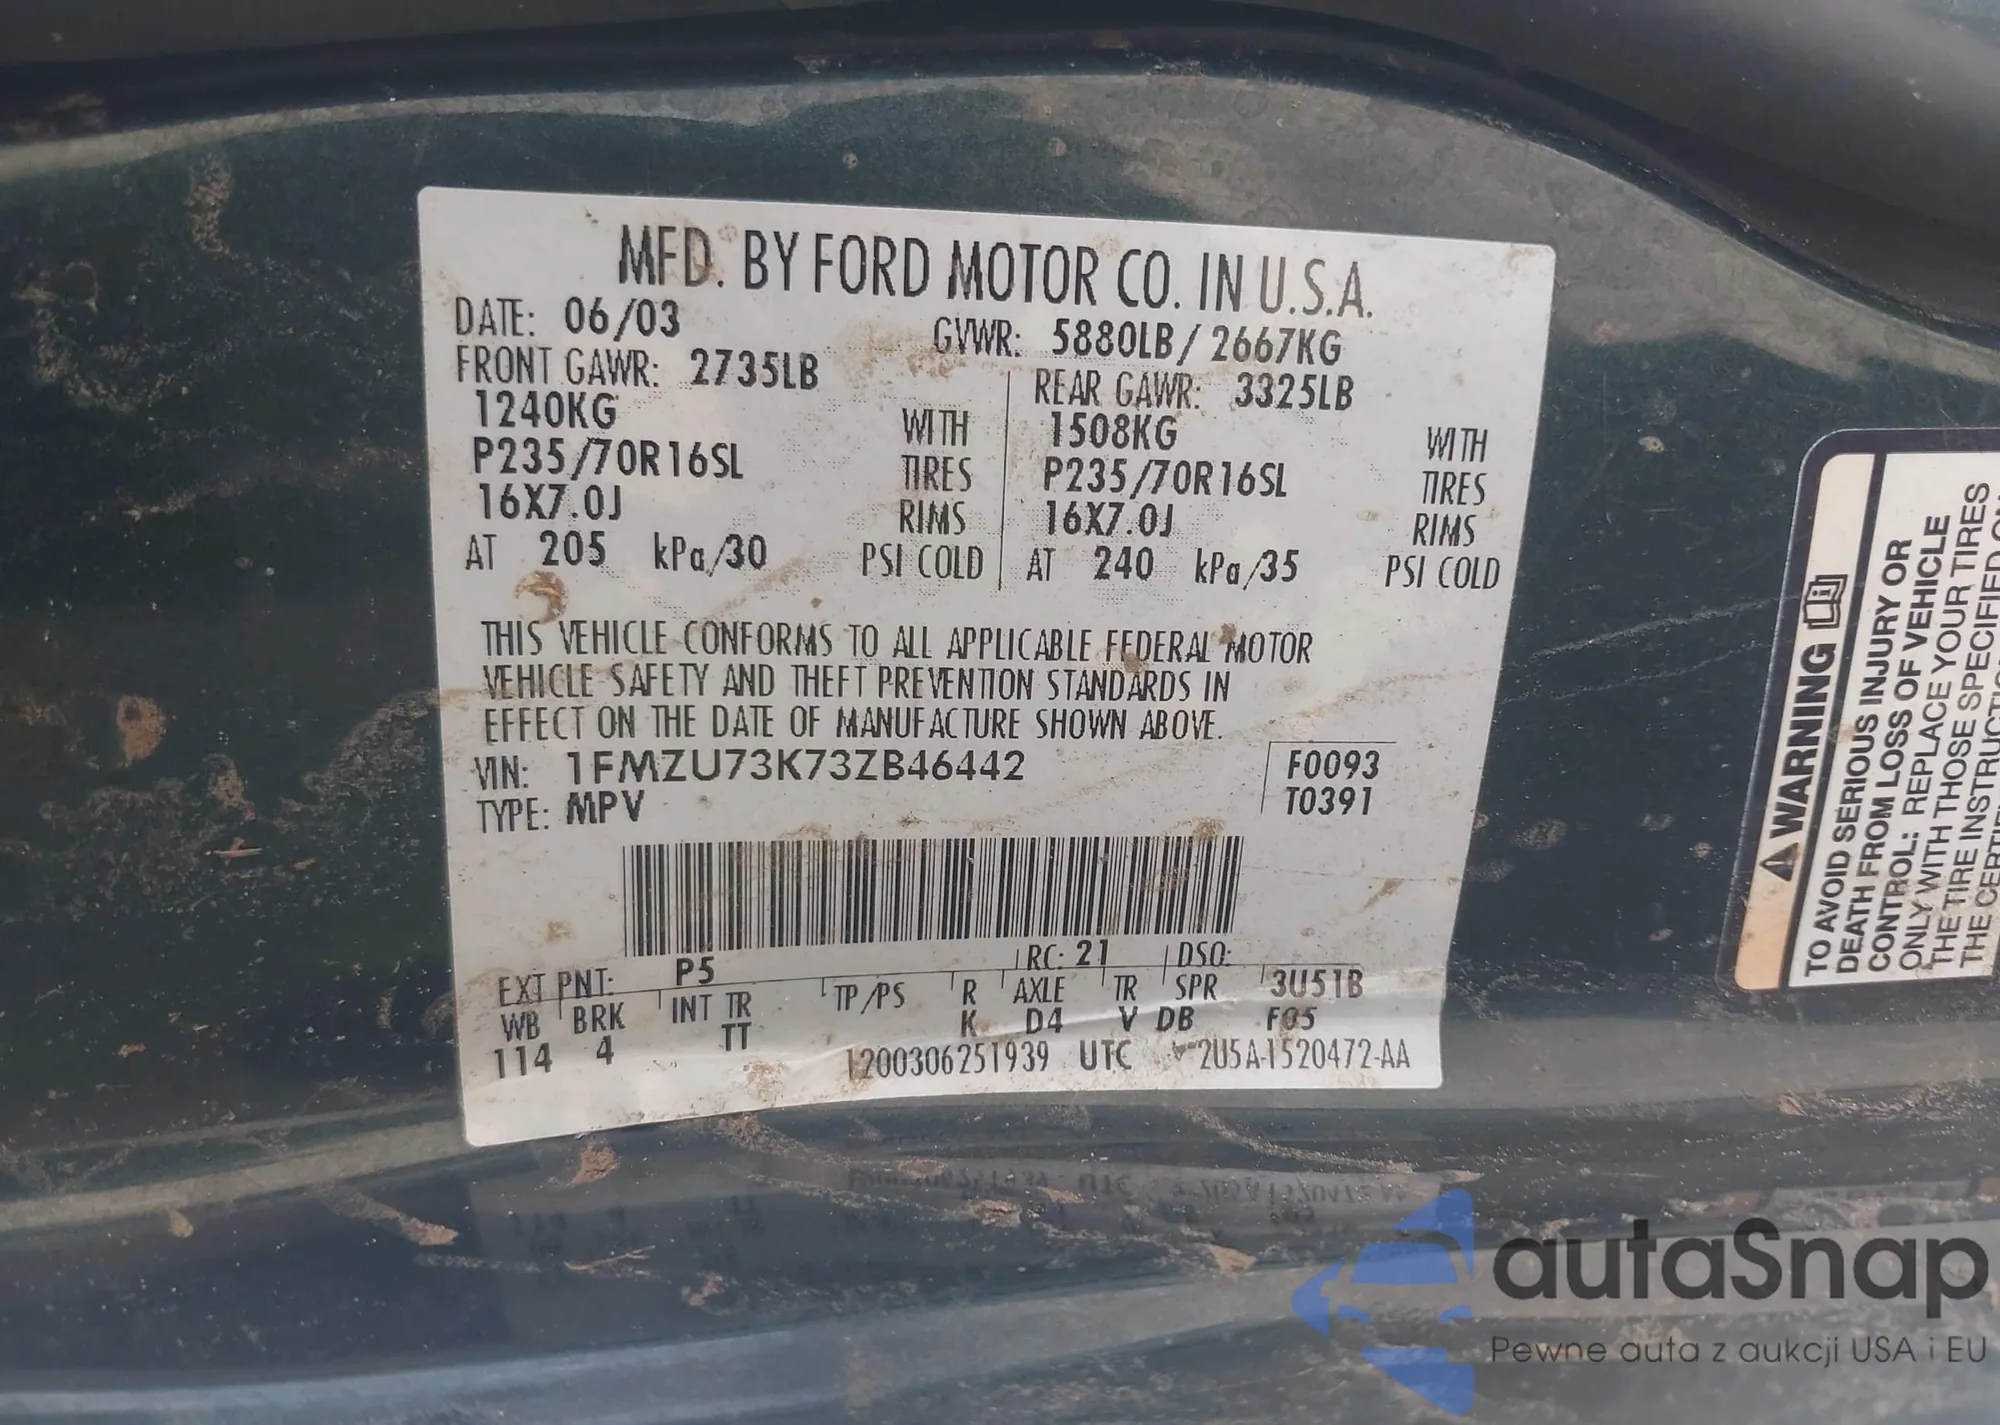 MFD. BY FORD MOTOR CO. IN U.S.A.
DATE: 06/03 GVWR: 5880LB / 2667KG
FRONT GAWR: 2735LB REAR GAWR: 3325LB
1240KG WITH 1508KG WITH
P235/70R16SL TIRES P235/70R16SL TIRES
16X7.0J RIMS 16X7.0J RIMS
AT 205 kPa/30 PSI COLD AT 240 kPa/35 PSI COLD
THIS VEHICLE CONFORMS TO ALL APPLICABLE FEDERAL MOTOR
VEHICLE SAFETY AND THEFT PREVENTION STANDARDS IN
EFFECT ON THE DATE OF MANUFACTURE SHOWN ABOVE.
VIN: 1FMZU73K73ZB46442 F0093
TYPE: MPV T0391
EXT PNT: P5 RC: 21 DSO:
WB BRK INT TR TP/PS R AXLE TR SPR 3U51B
114 4 TT K D4 V DB F05
1200306251939 UTC 2U5A-1520472-AA
WARNING
TO AVOID SERIOUS INJURY OR
DEATH FROM LOSS OF VEHICLE
CONTROL: REPLACE YOUR TIRES
ONLY WITH THOSE SPECIFIED ON
THE TIRE
THE
autaSnap
Pewne auta z aukcji USA i EU